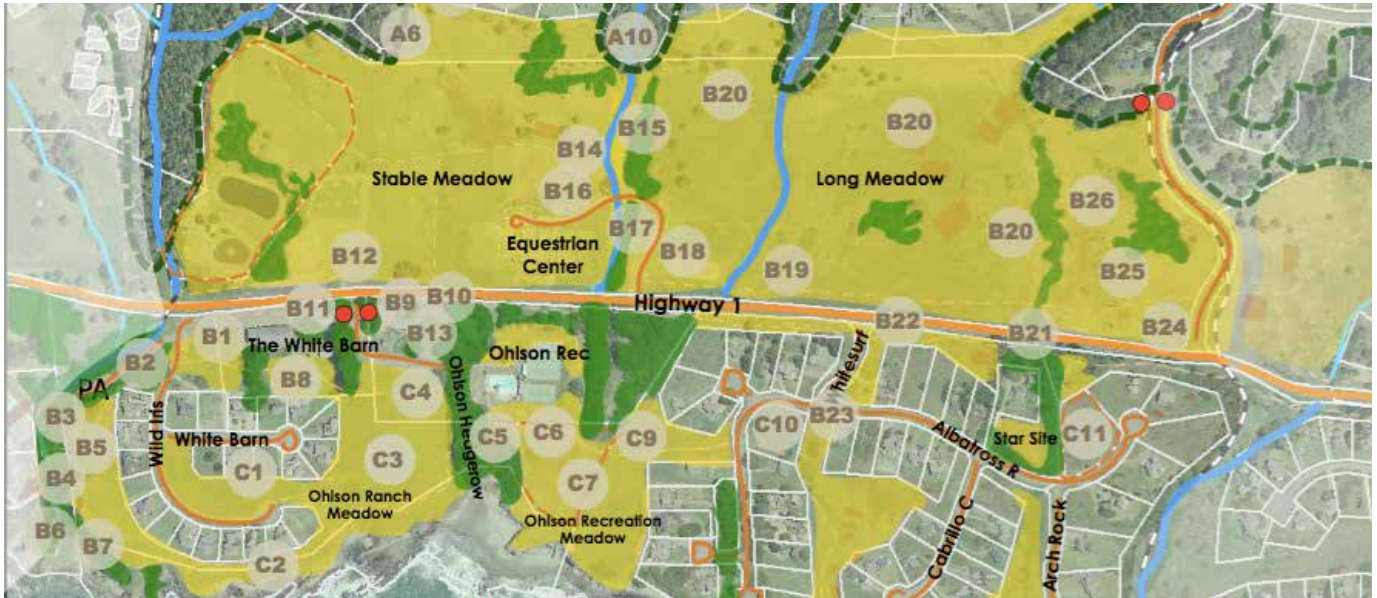 A6
A10
B20
B20
B15
B14
Stable Meadow
B16
Long Meadow
B26
B17
B20
Equestrian
Center
B18
B12
B19
B25
B10
B9
Highway 1
B11
B24
B22
B21
B1
The White Barn
B13
Ohlson Rec
B2
Whitesurf
PA
B8
C4
Ohlson Hedgerow
B3
Wild Iris
White Barn
B5
C5
C6
C9
C10
B23
Albatross R
Star Site
C11
B4
C1
C3
C7
Ohlson Ranch
Meadow
Ohlson Recreation
Meadow
Cabrillo C
Arch Rock
B6
B7
C2